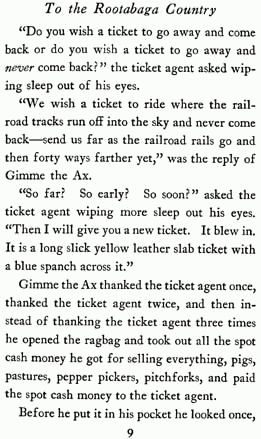 To the Rootabaga Country
"Do you wish a ticket to go away and come
back or do you wish a ticket to go away and
never come back?" the ticket agent asked wip-
ing sleep out of his eyes.
"We wish a ticket to ride where the rail-
road tracks run off into the sky and never come
back—send us far as the railroad rails go and
then forty ways farther yet," was the reply of
Gimme the Ax.
"So far? So early? So soon?" asked the
ticket agent wiping more sleep out his eyes.
"Then I will give you a new ticket. It blew in.
It is a long slick yellow leather slab ticket with
a blue spanch across it."
Gimme the Ax thanked the ticket agent once,
thanked the ticket agent twice, and then in-
stead of thanking the ticket agent three times
he opened the ragbag and took out all the spot
cash money he got for selling everything, pigs,
pastures, pepper pickers, pitchforks, and paid
the spot cash money to the ticket agent.
Before he put it in his pocket he looked once,
9